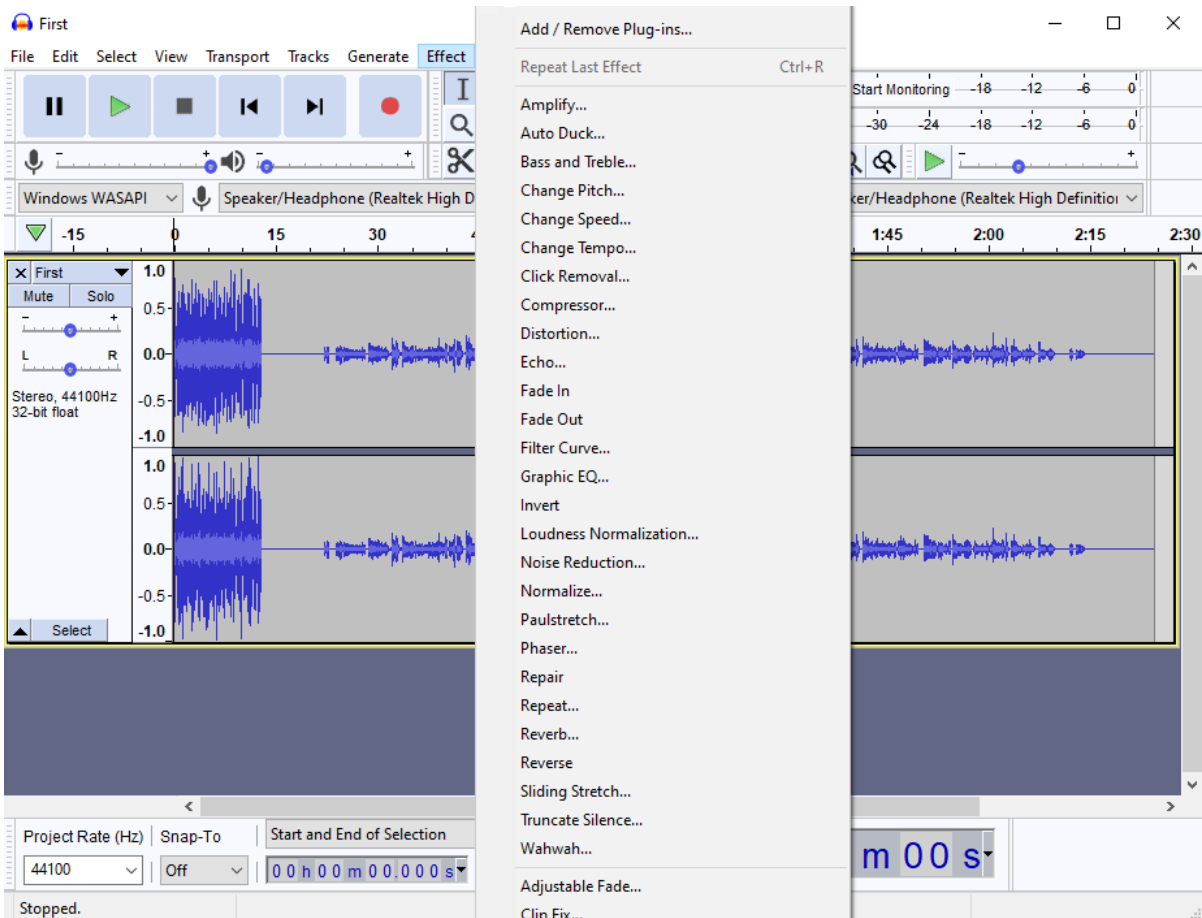 First
File Edit Select View Transport Tracks Generate Effect
Add / Remove Plug-ins...
Repeat Last Effect Ctrl+R
Amplify...
Auto Duck...
Bass and Treble...
Change Pitch...
Change Speed...
Change Tempo...
Click Removal...
Compressor...
Distortion...
Echo...
Fade In
Fade Out
Filter Curve...
Graphic EQ...
Invert
Loudness Normalization...
Noise Reduction...
Normalize...
Paulstretch...
Phaser...
Repair
Repeat...
Reverb...
Reverse
Sliding Stretch...
Truncate Silence...
Wahwah...
Adjustable Fade...
Clip Fix...
Start Monitoring -18 -12 -6 0
-30 -24 -18 -12 -6 0
- + - +
- +
Windows WASAPI
Speaker/Headphone (Realtek High D
ker/Headphone (Realtek High Definition
-15 0 15 30 1:45 2:00 2:15 2:30
First
Mute Solo
- +
L R
Stereo, 44100Hz
32-bit float
Select
1.0
0.5
0.0
-0.5
-1.0
1.0
0.5
0.0
-0.5
-1.0
Project Rate (Hz) Snap-To Start and End of Selection
44100 Off 00 h 00 m 00.000 s
m 00 s
Stopped.